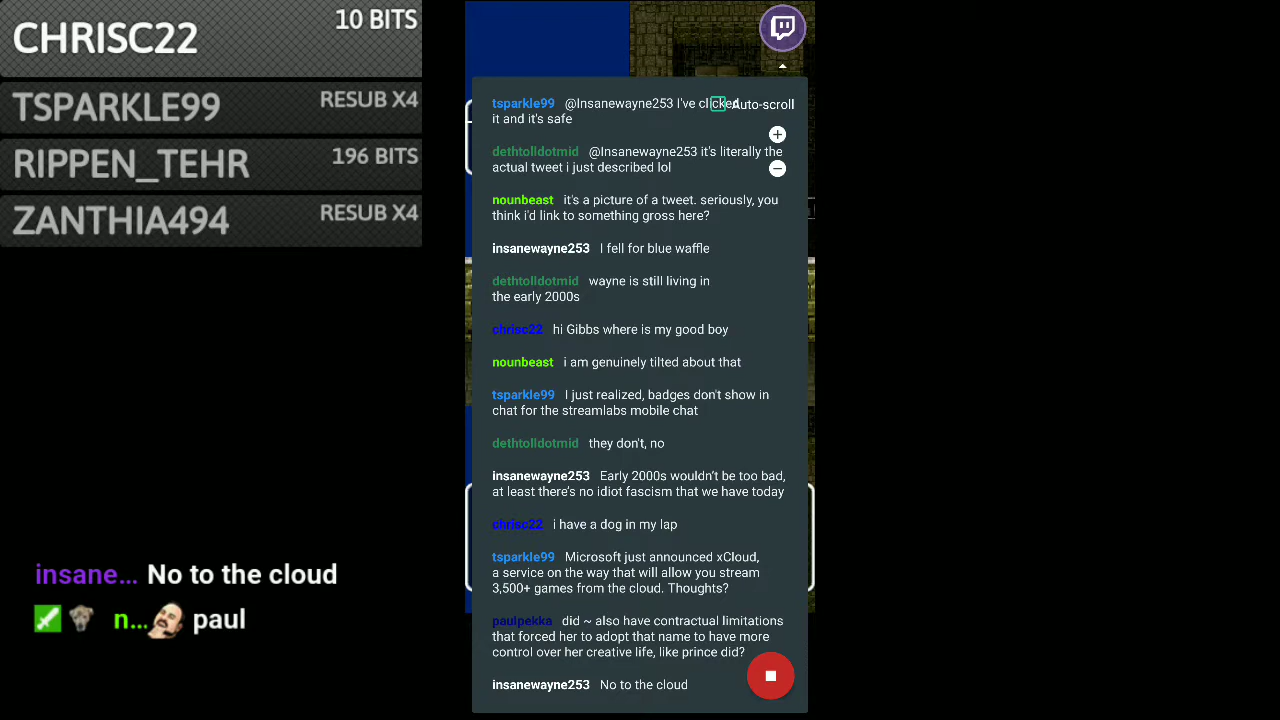 CHRISC22 10 BITS
TSPARKLE99 RESUB X4
RIPPEN_TEHR 196 BITS
ZANTHIA494 RESUB X4
insane... No to the cloud
n... paul
tsparkle99 @Insanewayne253 I've clicked
it and it's safe
Auto-scroll
dethtolldotmid @Insanewayne253 it's literally the
actual tweet i just described lol
nounbeast it's a picture of a tweet. seriously, you
think i'd link to something gross here?
insanewayne253 I fell for blue waffle
dethtolldotmid wayne is still living in
the early 2000s
chrisc22 hi Gibbs where is my good boy
nounbeast i am genuinely tilted about that
tsparkle99 I just realized, badges don't show in
chat for the streamlabs mobile chat
dethtolldotmid they don't, no
insanewayne253 Early 2000s wouldn't be too bad,
at least there's no idiot fascism that we have today
chrisc22 i have a dog in my lap
tsparkle99 Microsoft just announced xCloud,
a service on the way that will allow you stream
3,500+ games from the cloud. Thoughts?
paulpekka did ~ also have contractual limitations
that forced her to adopt that name to have more
control over her creative life, like prince did?
insanewayne253 No to the cloud